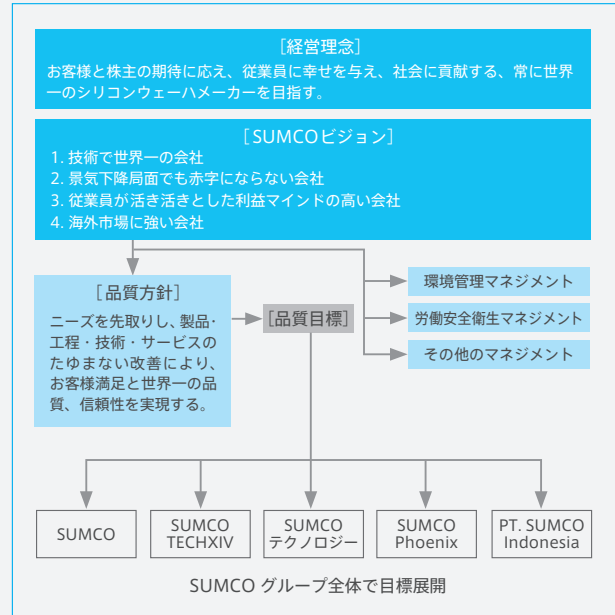 ［経営理念］
お客様と株主の期待に応え、従業員に幸せを与え、社会に貢献する、常に世界
一のシリコンウェーハメーカーを目指す。
［SUMCOビジョン］
1. 技術で世界一の会社
2. 景気下降局面でも赤字にならない会社
3. 従業員が活き活きとした利益マインドの高い会社
4. 海外市場に強い会社
［品質方針］
ニーズを先取りし、製品・
工程・技術・サービスの
たゆまない改善により、
お客様満足と世界一の品
質、信頼性を実現する。
［品質目標］
環境管理マネジメント
労働安全衛生マネジメント
その他のマネジメント
SUMCO
SUMCO
TECHXIV
SUMCO
テクノロジー
SUMCO
Phoenix
PT. SUMCO
Indonesia
SUMCO グループ全体で目標展開